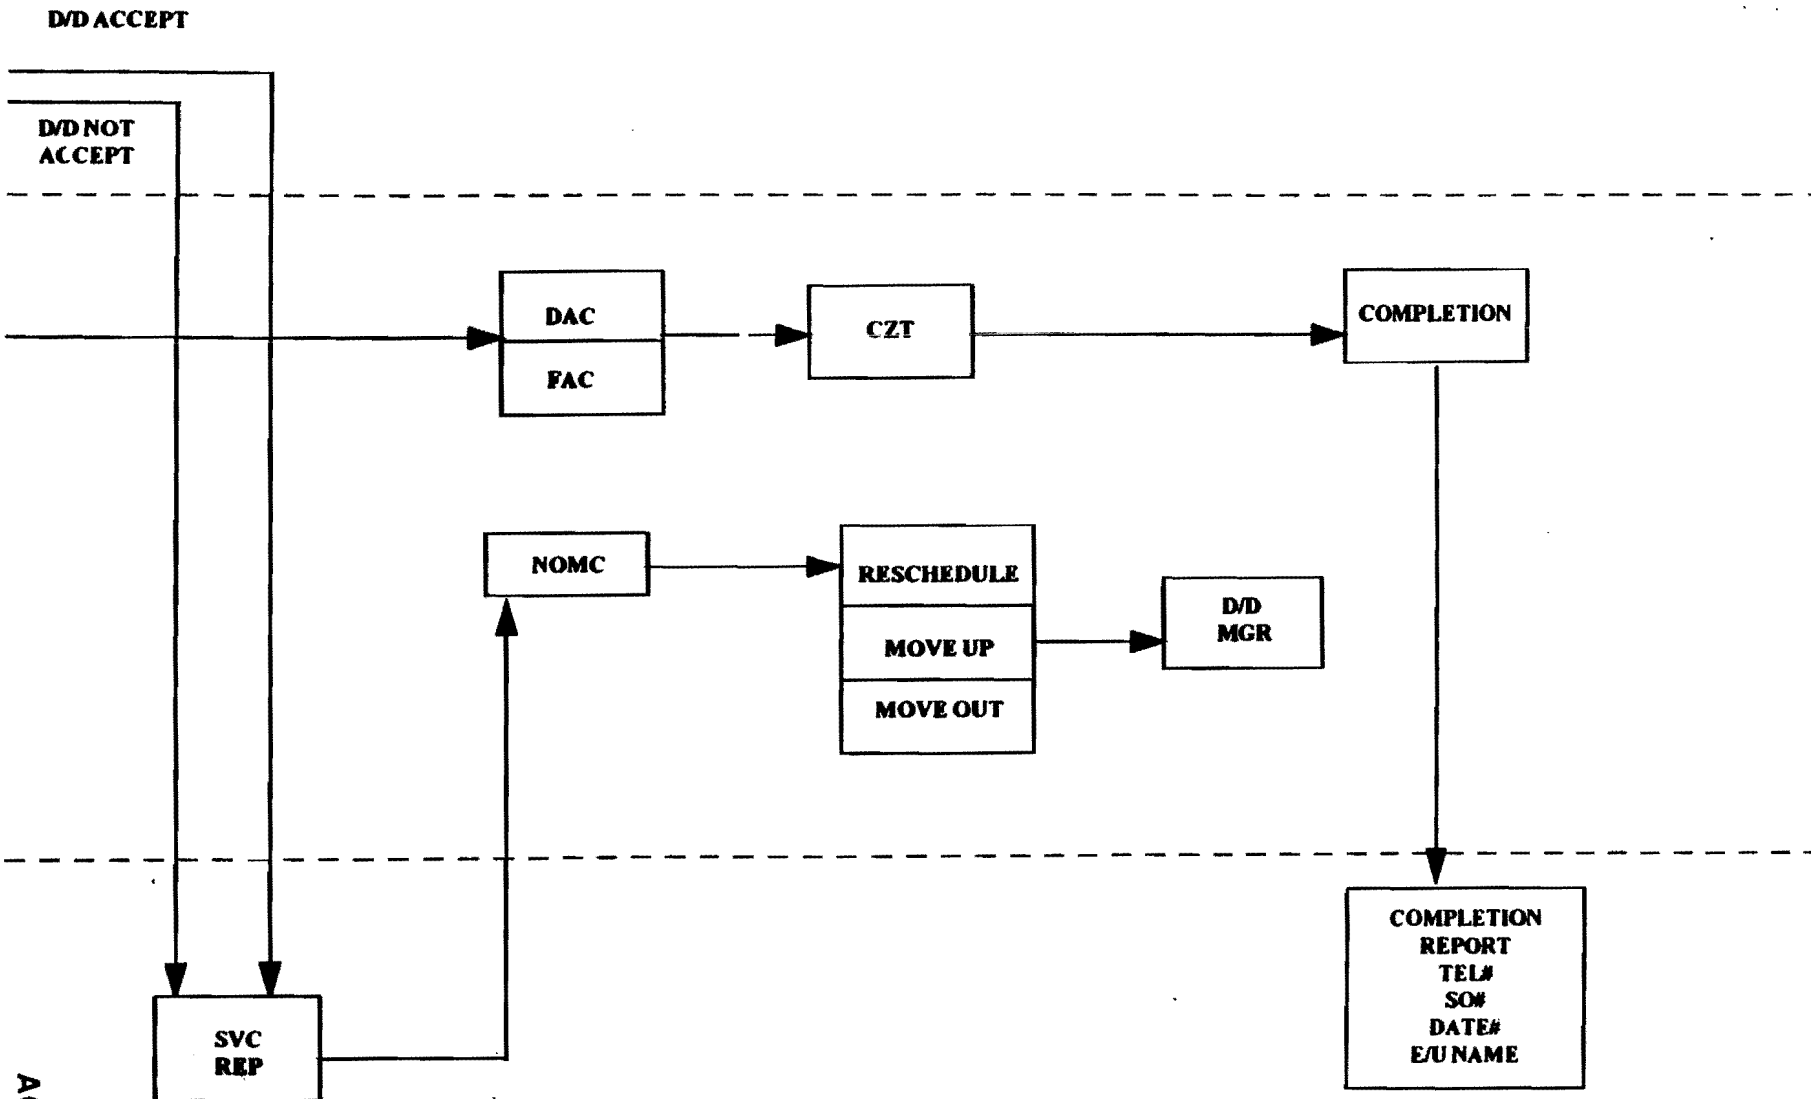 D/D ACCEPT
D/D NOT
ACCEPT
DAC
FAC
CZT
COMPLETION
NOMC
RESCHEDULE
MOVE UP
MOVE OUT
D/D
MGR
SVC
REP
COMPLETION
REPORT
TEL#
SO#
DATE#
E/U NAME